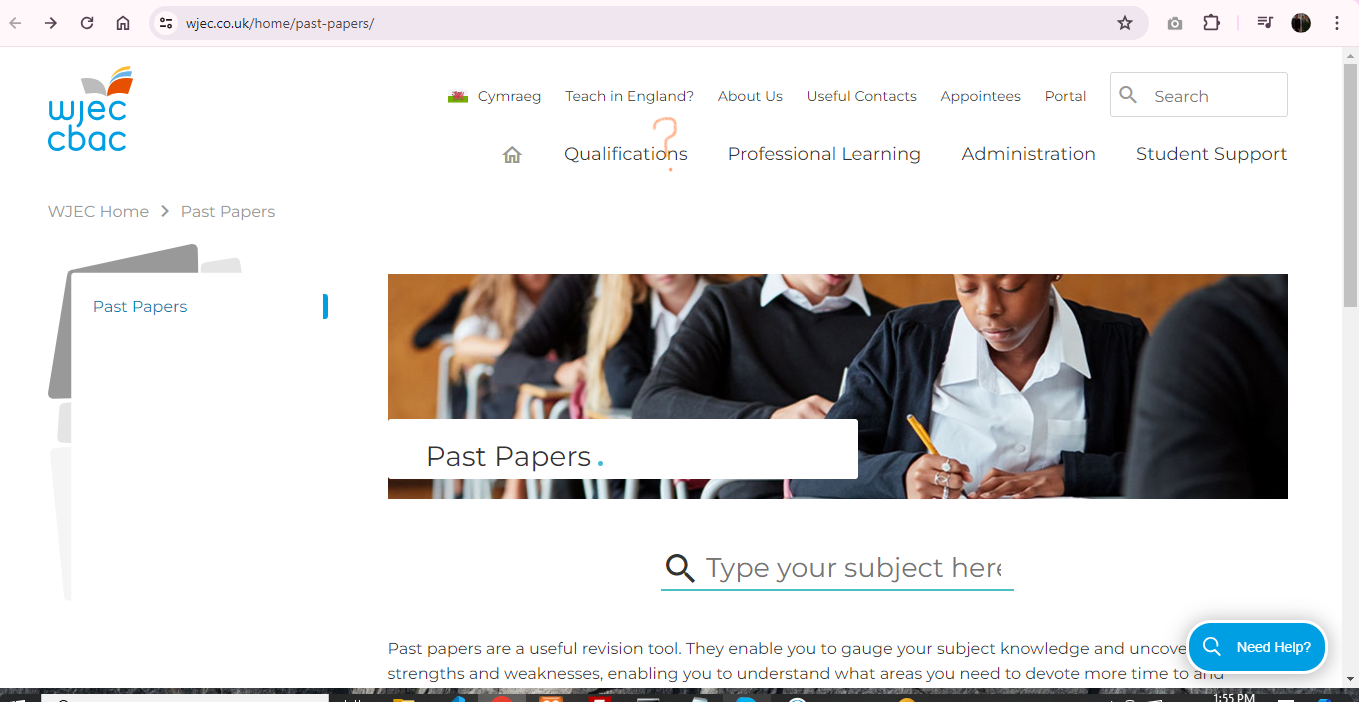 wjec.co.uk/home/past-papers/
wjec
cbac
Cymraeg Teach in England? About Us Useful Contacts Appointees Portal Search
?
Qualifications Professional Learning Administration Student Support
WJEC Home > Past Papers
Past Papers
Past Papers.
Type your subject here
Past papers are a useful revision tool. They enable you to gauge your subject knowledge and uncove
Need Help?
strengths and weaknesses, enabling you to understand what areas you need to devote more time to and
1:55 PM